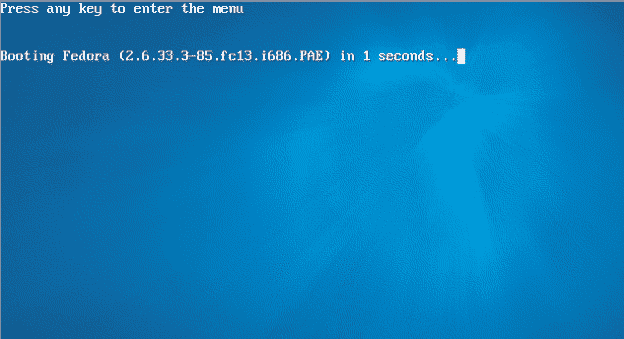 Press any key to enter the menu
Booting Fedora (2.6.33.3-85.fc13.i686.PAE) in 1 seconds...